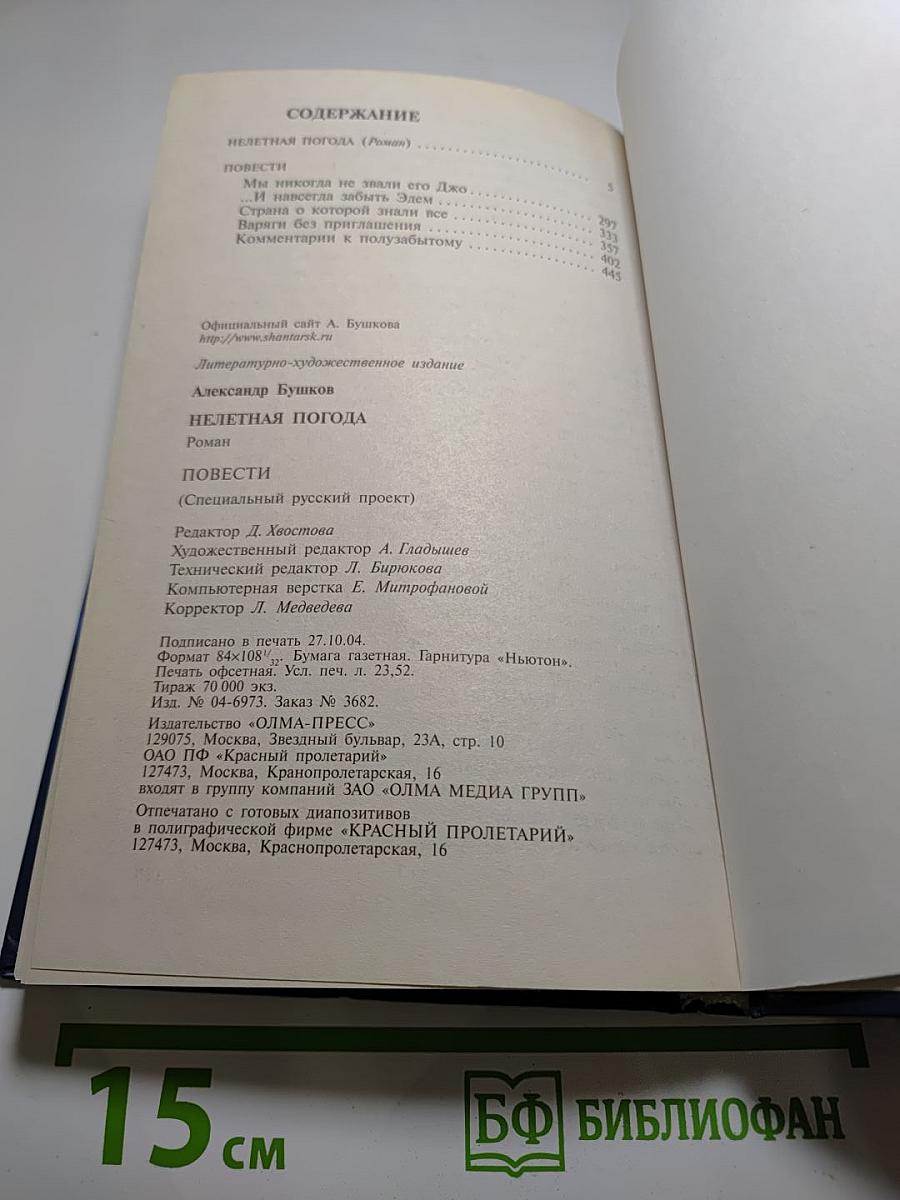 СОДЕРЖАНИЕ
НЕЛЕТНАЯ ПОГОДА (Роман) . . . . . . . . . . . . . . . . . . . . . . . . 5
ПОВЕСТИ
Мы никогда не звали его Джо . . . . . . . . . . . . . . . . 297
...И навсегда забыть Эдем . . . . . . . . . . . . . . . . . . . 333
Страна о которой знали все . . . . . . . . . . . . . . . . . 357
Варяги без приглашения . . . . . . . . . . . . . . . . . . . . 402
Комментарии к полузабытому . . . . . . . . . . . . . . . . 445
Официальный сайт А. Бушкова
http://www.shantarsk.ru
Литературно-художественное издание
Александр Бушков
НЕЛЕТНАЯ ПОГОДА
Роман
ПОВЕСТИ
(Специальный русский проект)
Редактор Д. Хвостова
Художественный редактор А. Гладышев
Технический редактор Л. Бирюкова
Компьютерная верстка Е. Митрофановой
Корректор Л. Медведева
Подписано в печать 27.10.04.
Формат 84×108 1/32. Бумага газетная. Гарнитура «Ньютон».
Печать офсетная. Усл. печ. л. 23,52.
Тираж 70 000 экз.
Изд. № 04-6973. Заказ № 3682.
Издательство «ОЛМА-ПРЕСС»
129075, Москва, Звездный бульвар, 23А, стр. 10
ОАО ПФ «Красный пролетарий»
127473, Москва, Кранопролетарская, 16
входят в группу компаний ЗАО «ОЛМА МЕДИА ГРУПП»
Отпечатано с готовых диапозитивов
в полиграфической фирме «КРАСНЫЙ ПРОЛЕТАРИЙ»
127473, Москва, Краснопролетарская, 16
15 см
БФ БИБЛИОФАН